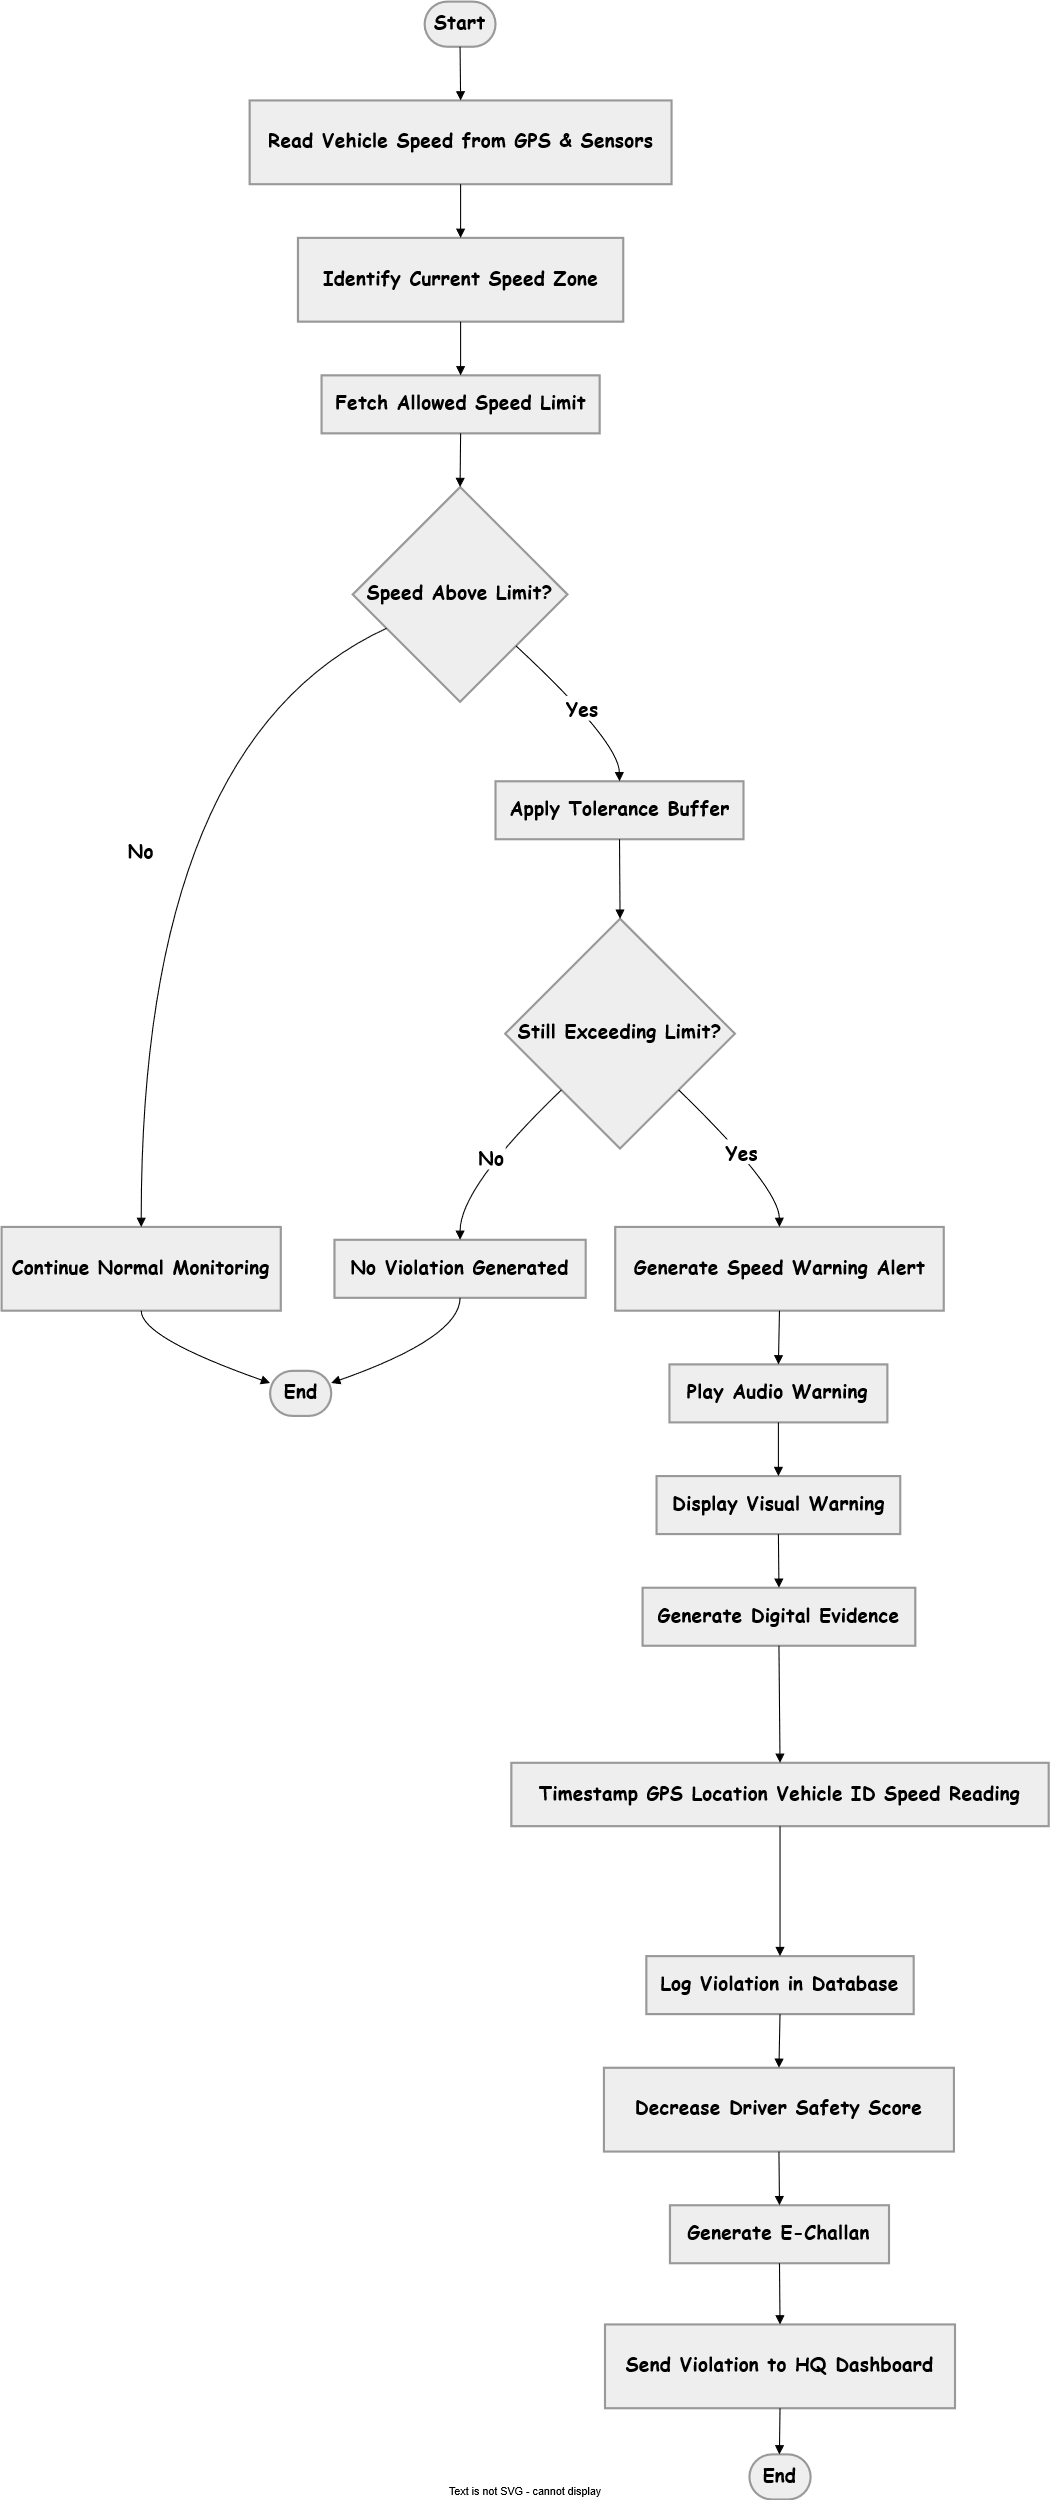 Start
Read Vehicle Speed from GPS & Sensors
Identify Current Speed Zone
Fetch Allowed Speed Limit
Speed Above Limit?
Yes
Apply Tolerance Buffer
No
Still Exceeding Limit?
No
Yes
Continue Normal Monitoring
No Violation Generated
Generate Speed Warning Alert
End
Play Audio Warning
Display Visual Warning
Generate Digital Evidence
Timestamp GPS Location Vehicle ID Speed Reading
Log Violation in Database
Decrease Driver Safety Score
Generate E-Challan
Send Violation to HQ Dashboard
End
Text is not SVG - cannot display